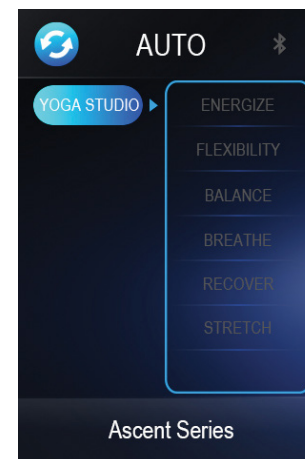 AUTO
YOGA STUDIO
ENERGIZE
FLEXIBILITY
BALANCE
BREATHE
RECOVER
STRETCH
Ascent Series